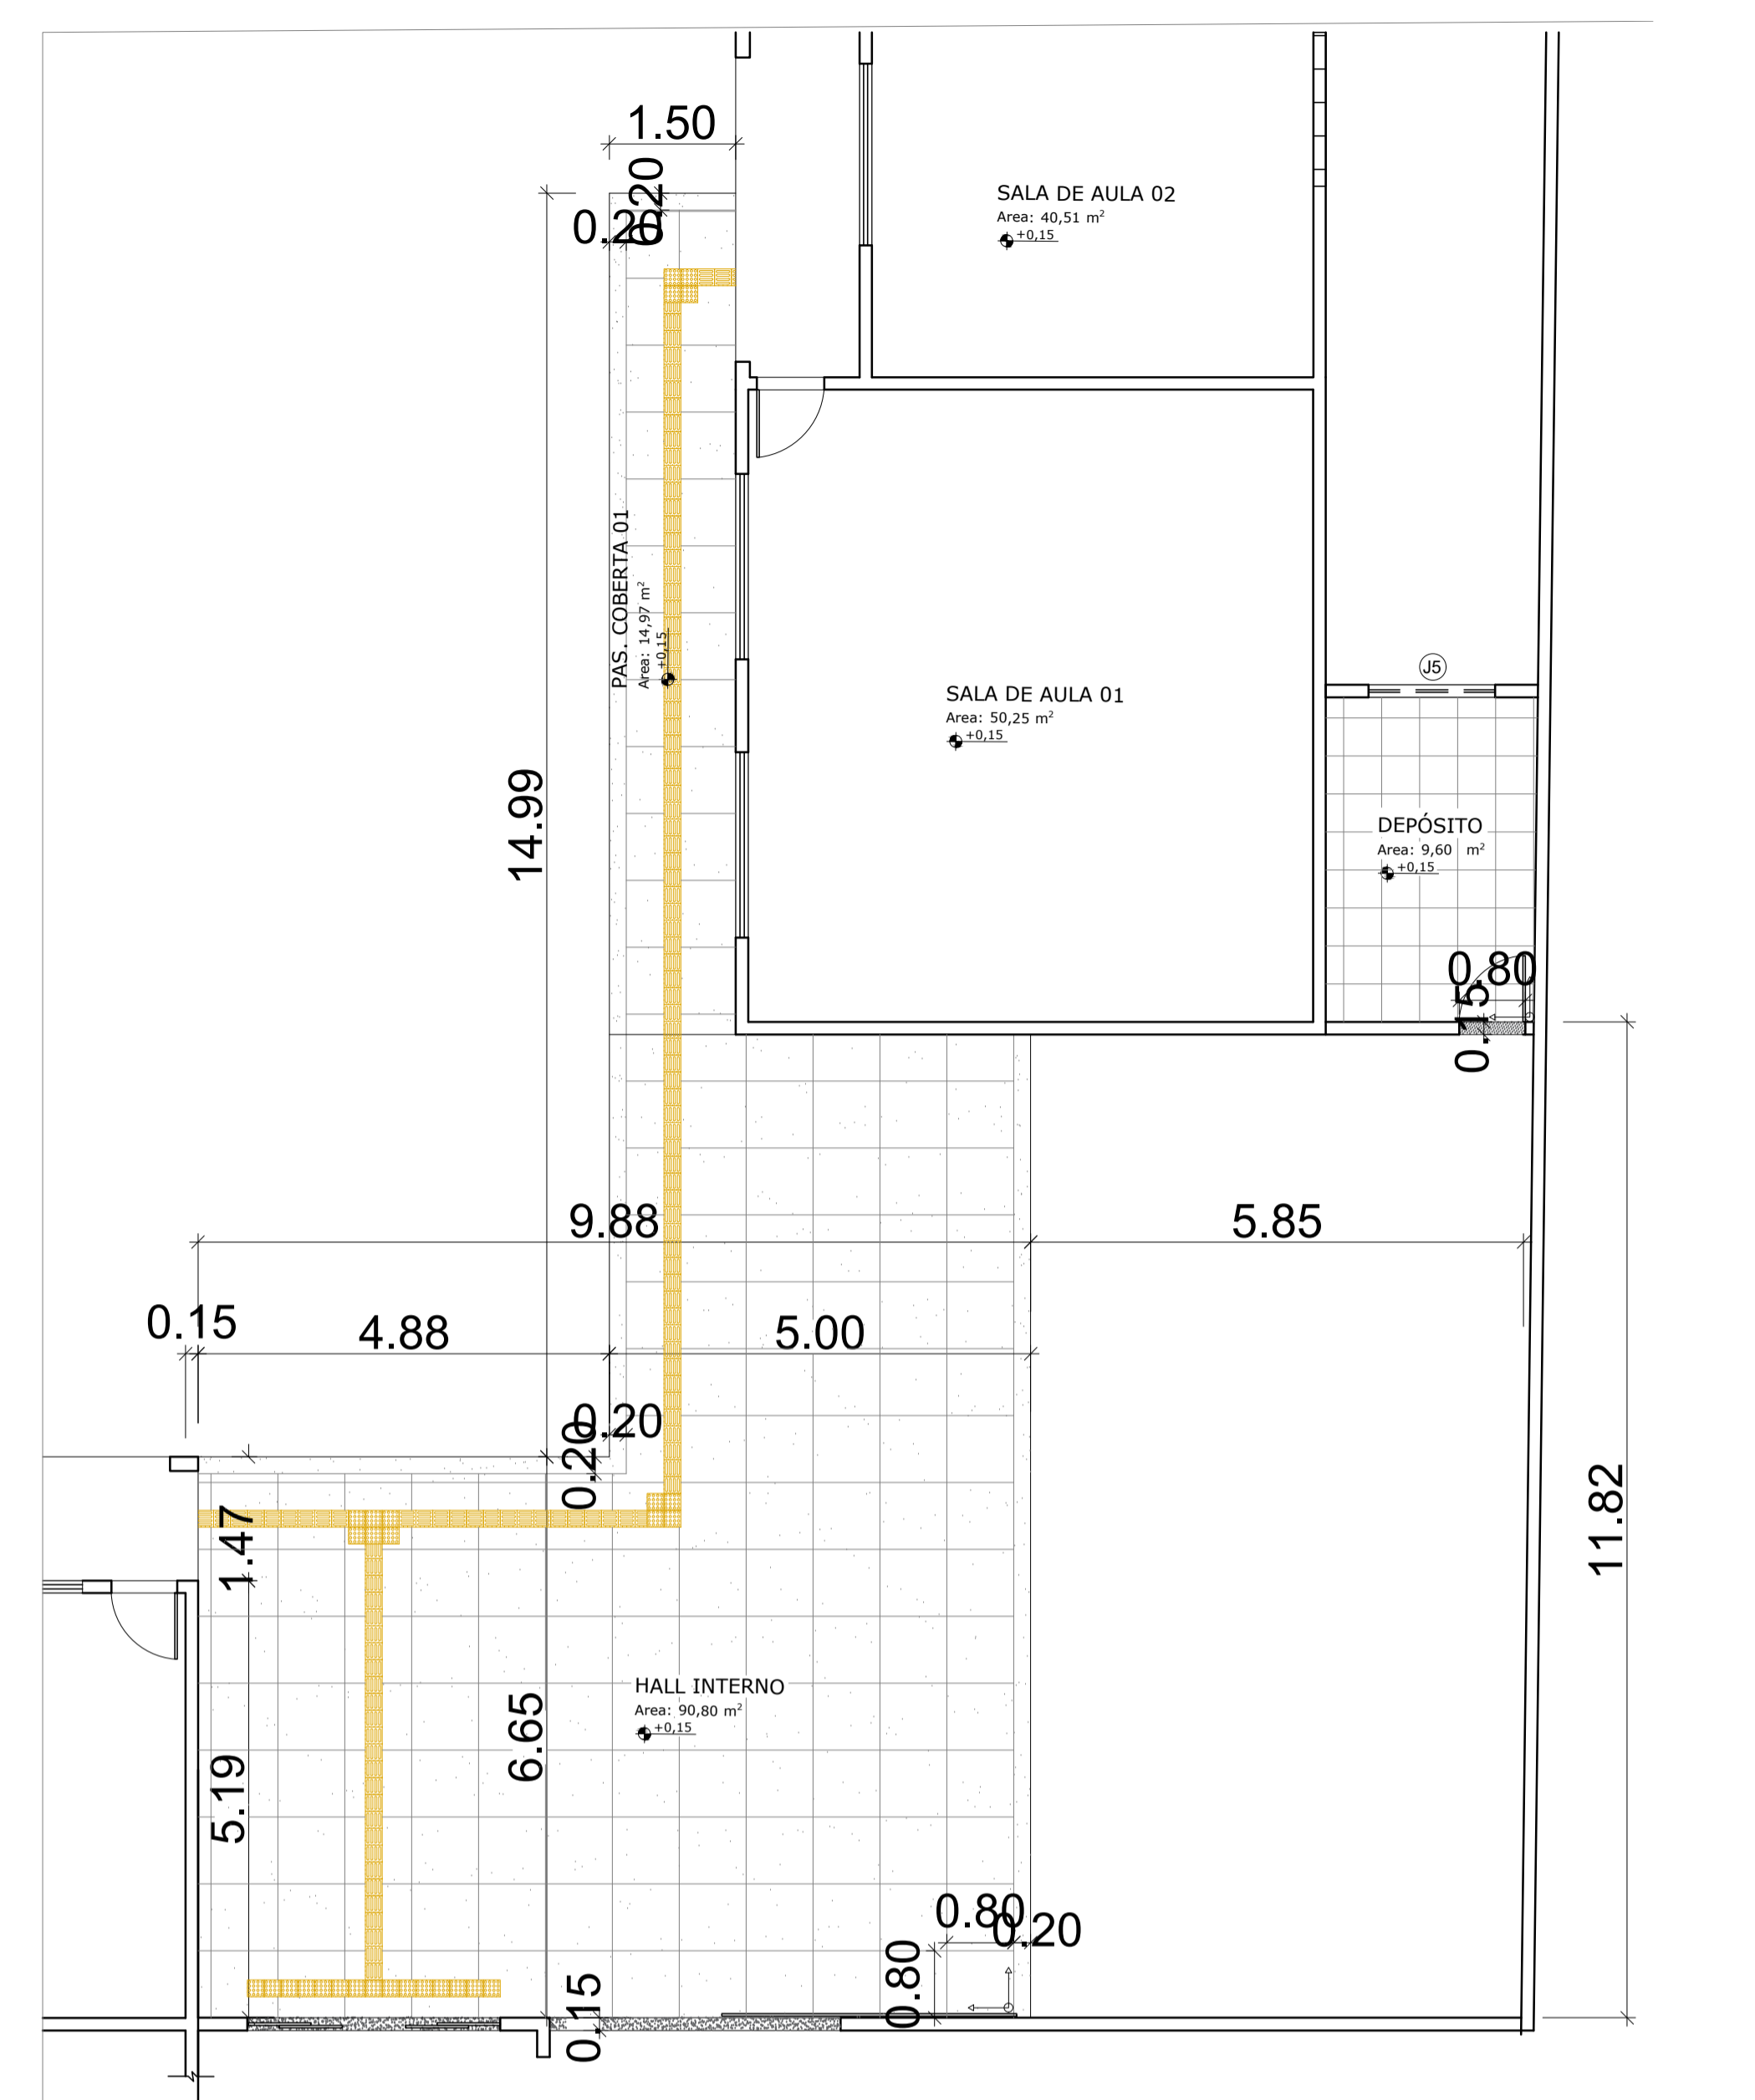 1.50
0.20
0.20
SALA DE AULA 02
Area: 40,51 m²
+0,15
PAS. COBERTA 01
Area: 14,97 m²
+0,15
J5
SALA DE AULA 01
Area: 50,25 m²
+0,15
14.99
DEPÓSITO
Area: 9,60 m²
+0,15
0.80
0.15
9.88
5.85
0.15
4.88
5.00
0.20
0.20
1.47
11.82
HALL INTERNO
Area: 90,80 m²
+0,15
6.65
5.19
0.80
0.20
0.80
0.15